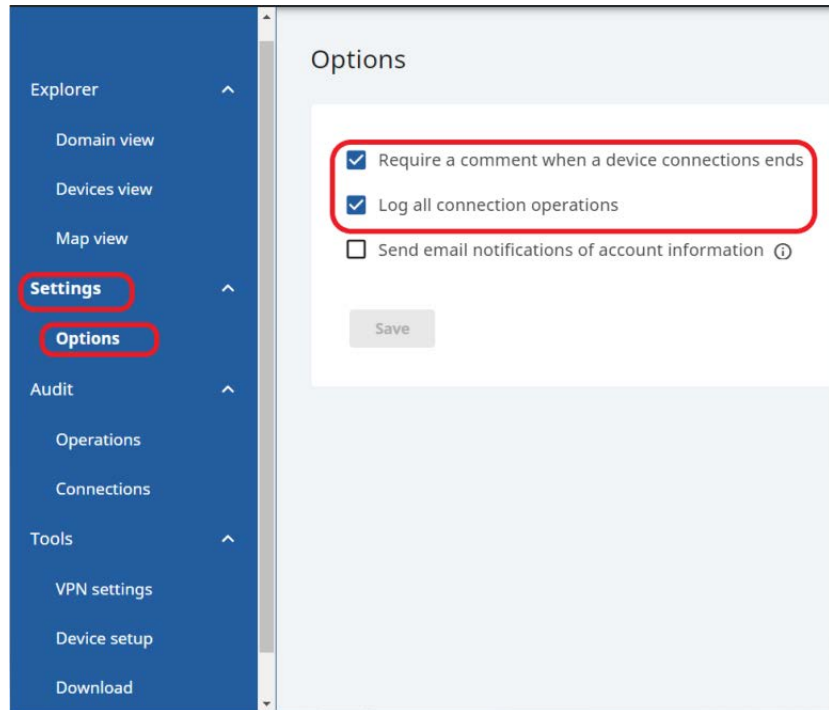 Explorer
Domain view
Devices view
Map view
Settings
Options
Audit
Operations
Connections
Tools
VPN settings
Device setup
Download
Options
Require a comment when a device connections ends
Log all connection operations
Send email notifications of account information
Save